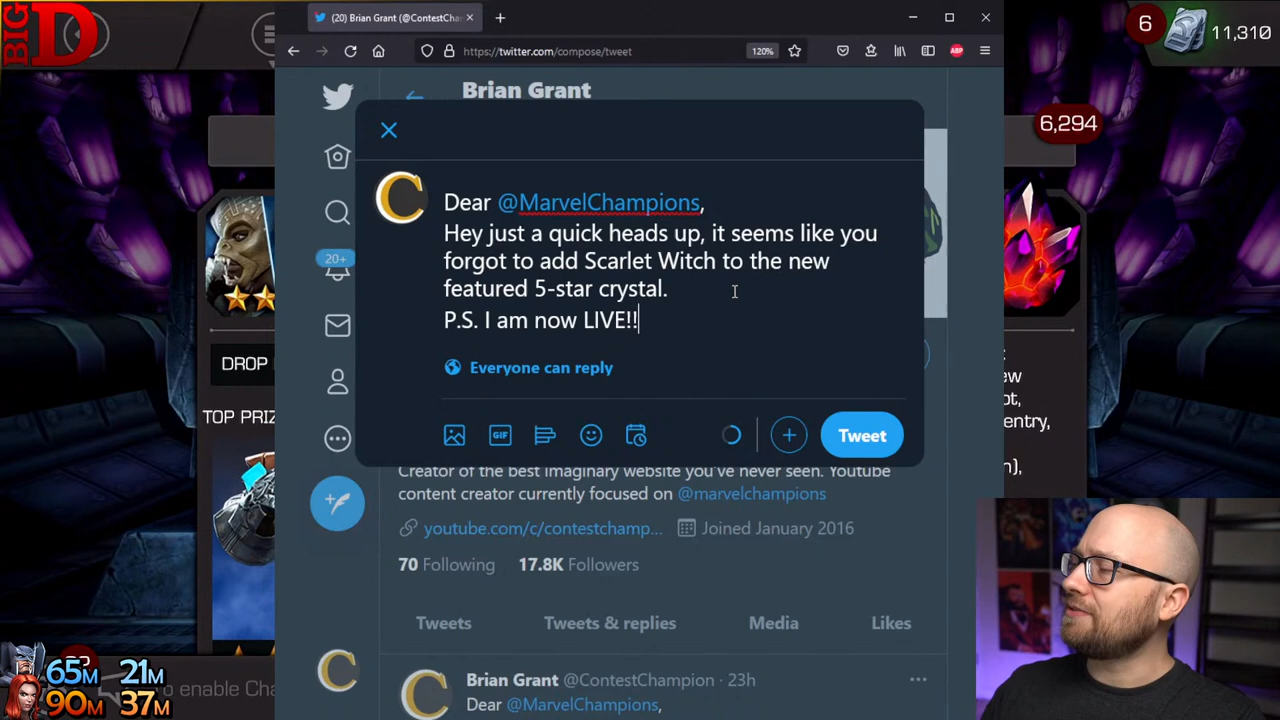 BIG D
(20) Brian Grant (@ContestCha
https://twitter.com/compose/tweet
120%
ABP
6
11,310
6,294
Brian Grant
Dear @MarvelChampions,
Hey just a quick heads up, it seems like you
forgot to add Scarlet Witch to the new
featured 5-star crystal.
P.S. I am now LIVE!!
20+
Everyone can reply
GIF
Tweet
DROP
TOP PRIZ
Creator of the best imaginary website you've never seen. Youtube
content creator currently focused on @marvelchampions
youtube.com/c/contestchamp...
Joined January 2016
70 Following
17.8K Followers
Tweets
Tweets & replies
Media
Likes
Brian Grant @ContestChampion · 23h
Dear @MarvelChampions,
65M
21M
90M
37M
to enable Cha